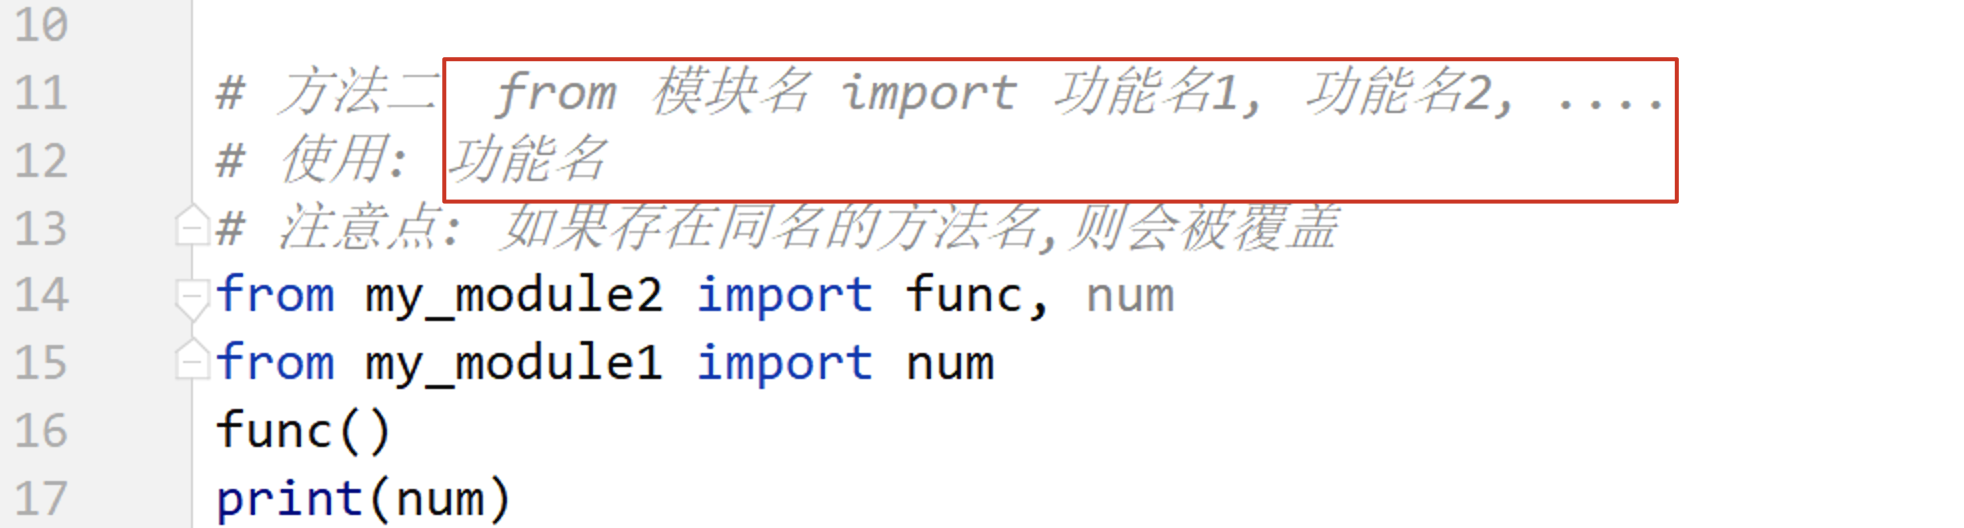 10
11 # 方法二 from 模块名 import 功能名1, 功能名2, ....
12 # 使用: 功能名
13 # 注意点: 如果存在同名的方法名,则会被覆盖
14 from my_module2 import func, num
15 from my_module1 import num
16 func()
17 print(num)